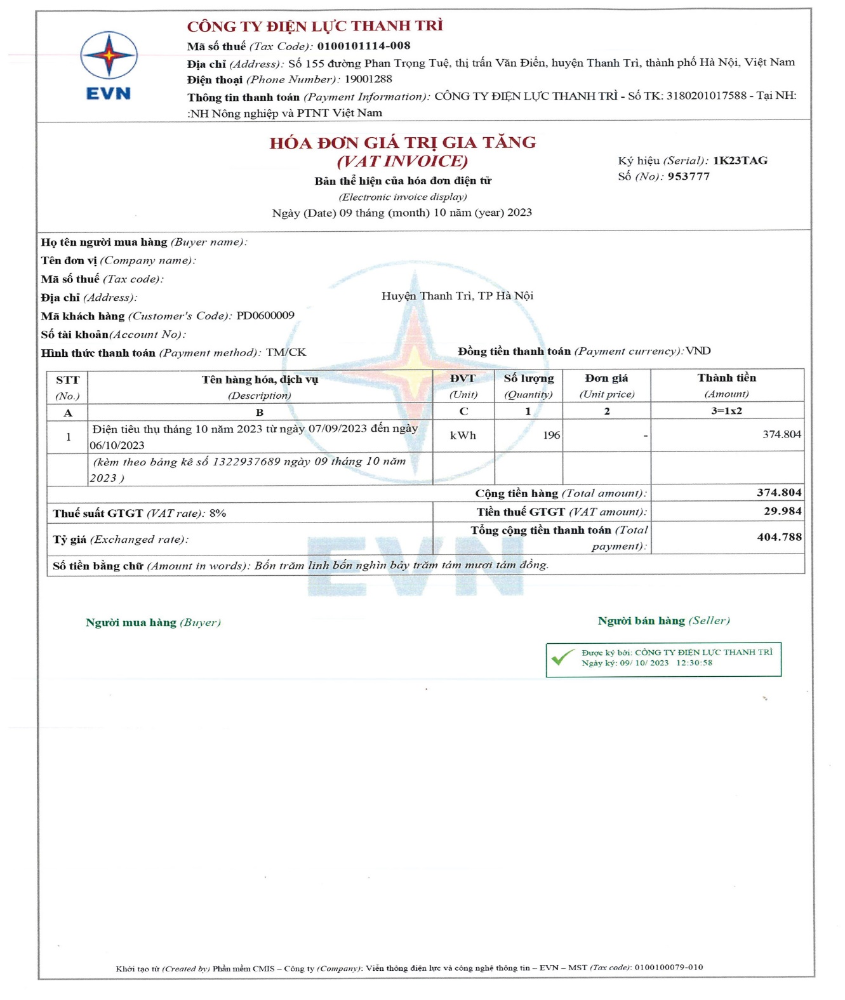 CÔNG TY ĐIỆN LỰC THANH TRÌ
Mã số thuế (Tax Code): 0100101114-008
Địa chỉ (Address): Số 155 đường Phan Trọng Tuệ, thị trấn Văn Điển, huyện Thanh Trì, thành phố Hà Nội, Việt Nam
Điện thoại (Phone Number): 19001288
EVN
Thông tin thanh toán (Payment Information): CÔNG TY ĐIỆN LỰC THANH TRÌ - Số TK: 3180201017588 - Tại NH:
:NH Nông nghiệp và PTNT Việt Nam
HÓA ĐƠN GIÁ TRỊ GIA TĂNG
(VAT INVOICE)
Ký hiệu (Serial): 1K23TAG
Số (No): 953777
Bản thể hiện của hóa đơn điện tử
(Electronic invoice display)
Ngày (Date) 09 tháng (month) 10 năm (year) 2023
Họ tên người mua hàng (Buyer name):
Tên đơn vị (Company name):
Mã số thuế (Tax code):
Địa chỉ (Address): Huyện Thanh Trì, TP Hà Nội
Mã khách hàng (Customer's Code): PD0600009
Số tài khoản(Account No):
Hình thức thanh toán (Payment method): TM/CK Đồng tiền thanh toán (Payment currency):VND
STT Tên hàng hóa, dịch vụ ĐVT Số lượng Đơn giá Thành tiền
(No.) (Description) (Unit) (Quantity) (Unit price) (Amount)
A B C 1 2 3=1x2
1 Điện tiêu thụ tháng 10 năm 2023 từ ngày 07/09/2023 đến ngày kWh 196 - 374.804
06/10/2023
(kèm theo bảng kê số 1322937689 ngày 09 tháng 10 năm
2023 )
Cộng tiền hàng (Total amount): 374.804
Thuế suất GTGT (VAT rate): 8% Tiền thuế GTGT (VAT amount): 29.984
Tỷ giá (Exchanged rate): Tổng cộng tiền thanh toán (Total 404.788
payment):
Số tiền bằng chữ (Amount in words): Bốn trăm linh bốn nghìn bảy trăm tám mươi tám đồng.
EVN
Người mua hàng (Buyer) Người bán hàng (Seller)
Được ký bởi: CÔNG TY ĐIỆN LỰC THANH TRÌ
Ngày ký: 09/ 10/ 2023 12:30:58
Khởi tạo từ (Created by) Phần mềm CMIS – Công ty (Company): Viễn thông điện lực và công nghệ thông tin – EVN – MST (Tax code): 0100100079-010